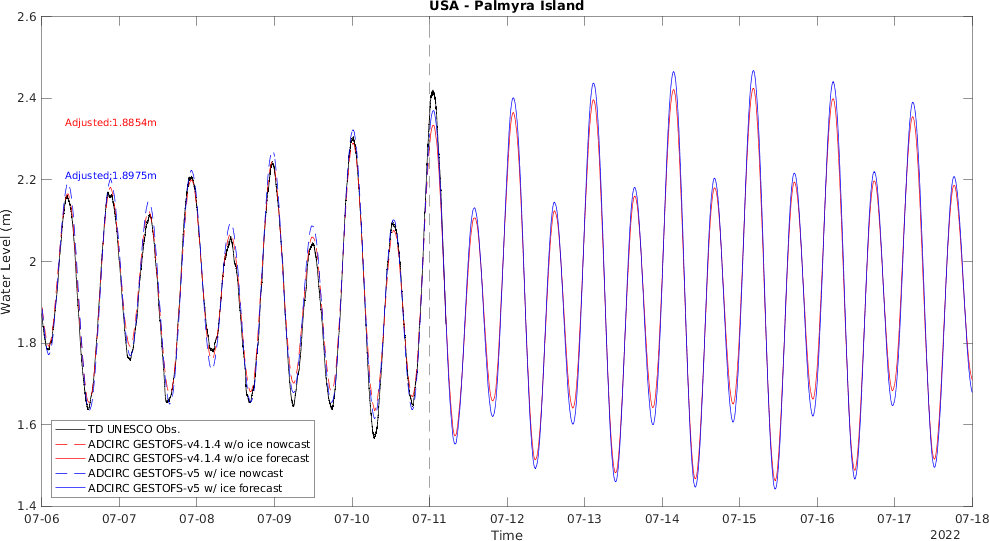 USA - Palmyra Island
2.6
2.4
2.2
2
1.8
1.6
1.4
Water Level (m)
Adjusted:1.8854m
Adjusted:1.8975m
TD UNESCO Obs.
ADCIRC GESTOFS-v4.1.4 w/o ice nowcast
ADCIRC GESTOFS-v4.1.4 w/o ice forecast
ADCIRC GESTOFS-v5 w/ ice nowcast
ADCIRC GESTOFS-v5 w/ ice forecast
07-06 07-07 07-08 07-09 07-10 07-11 07-12 07-13 07-14 07-15 07-16 07-17 07-18
Time
2022